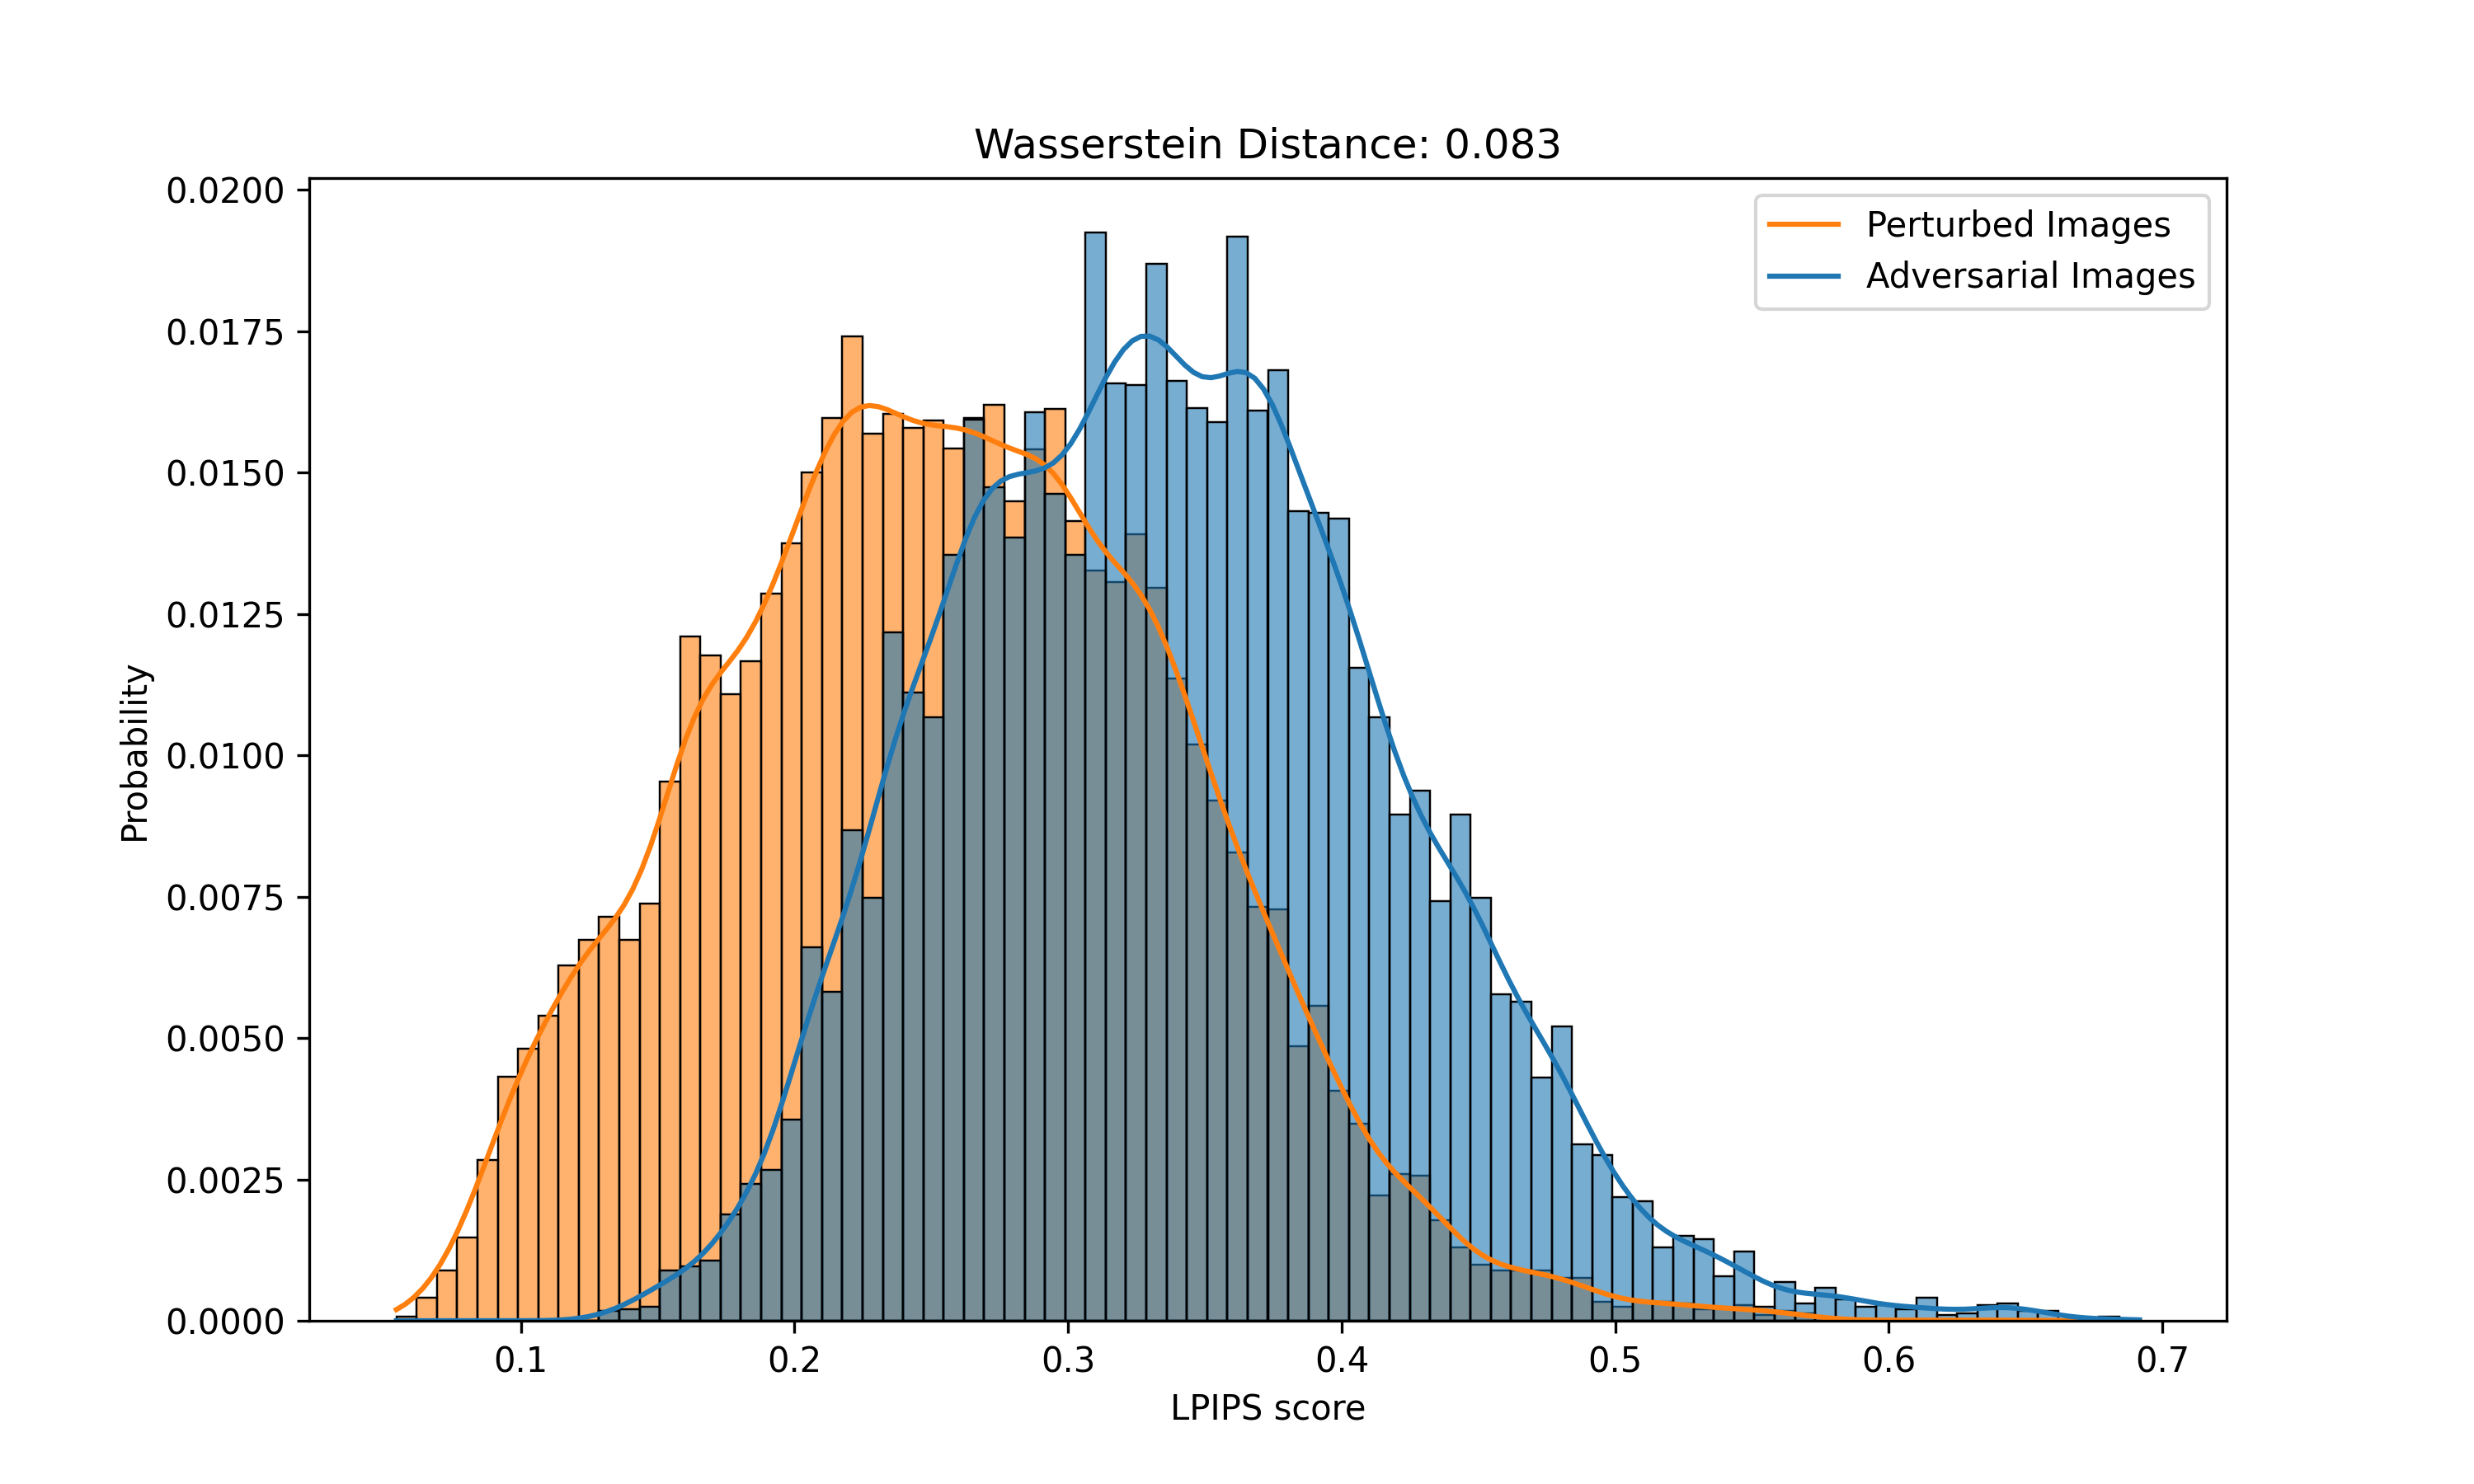 Wasserstein Distance: 0.083
Perturbed Images
Adversarial Images
0.0200
0.0175
0.0150
0.0125
0.0100
0.0075
0.0050
0.0025
0.0000
Probability
0.1 0.2 0.3 0.4 0.5 0.6 0.7
LPIPS score